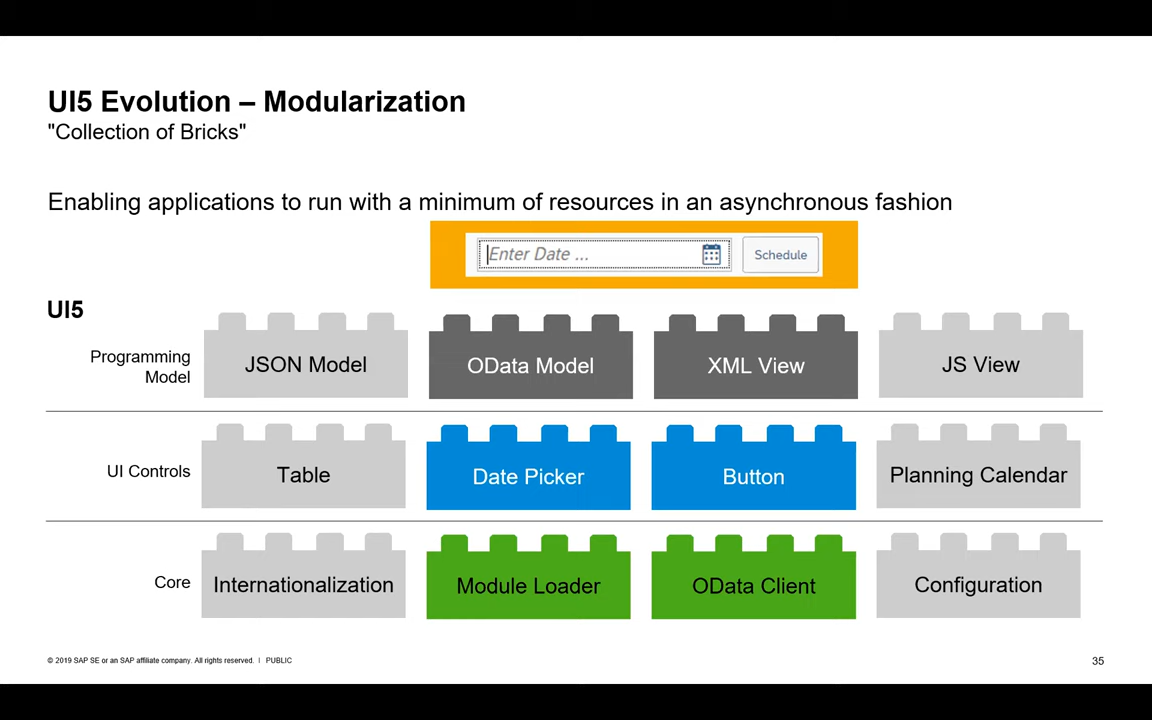 UI5 Evolution – Modularization
"Collection of Bricks"
Enabling applications to run with a minimum of resources in an asynchronous fashion
Enter Date ...
Schedule
UI5
Programming
Model
JSON Model
OData Model
XML View
JS View
UI Controls
Table
Date Picker
Button
Planning Calendar
Core
Internationalization
Module Loader
OData Client
Configuration
© 2019 SAP SE or an SAP affiliate company. All rights reserved. | PUBLIC
35